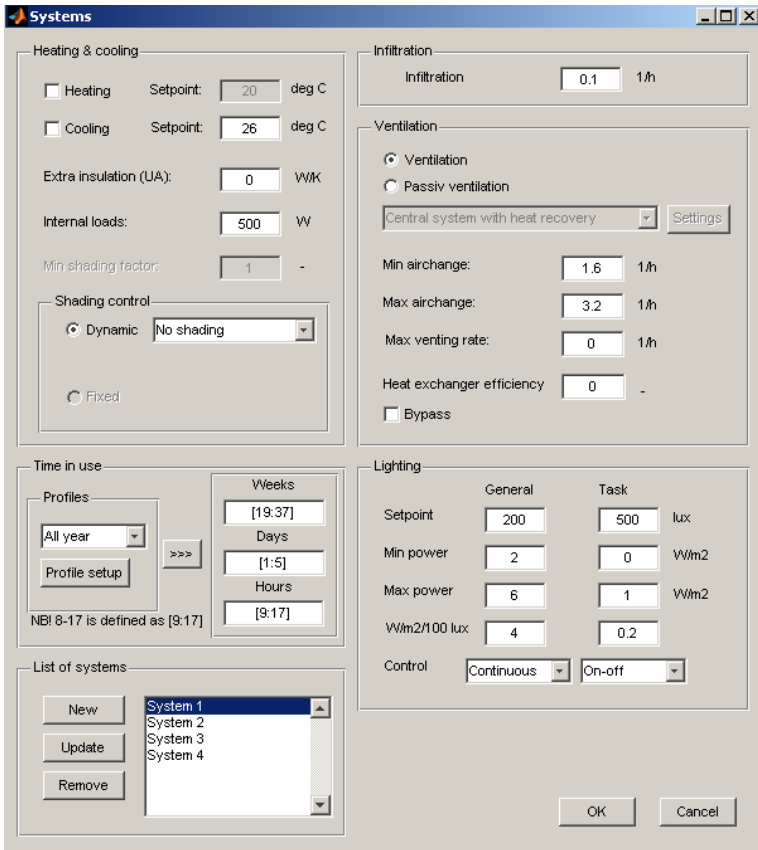 Systems
Heating & cooling
Heating Setpoint: 20 deg C
Cooling Setpoint: 26 deg C
Extra insulation (UA): 0 W/K
Internal loads: 500 W
Min shading factor: 1 -
Shading control
Dynamic No shading
Fixed
Infiltration
Infiltration 0.1 1/h
Ventilation
Ventilation
Passiv ventilation
Central system with heat recovery Settings
Min airchange: 1.6 1/h
Max airchange: 3.2 1/h
Max venting rate: 0 1/h
Heat exchanger efficiency 0 -
Bypass
Time in use
Profiles
All year
Profile setup
>>>
Weeks
[19:37]
Days
[1:5]
Hours
[9:17]
NB! 8-17 is defined as [9:17]
Lighting
General Task
Setpoint 200 500 lux
Min power 2 0 W/m2
Max power 6 1 W/m2
W/m2/100 lux 4 0.2
Control Continuous On-off
List of systems
New
Update
Remove
System 1
System 2
System 3
System 4
OK Cancel